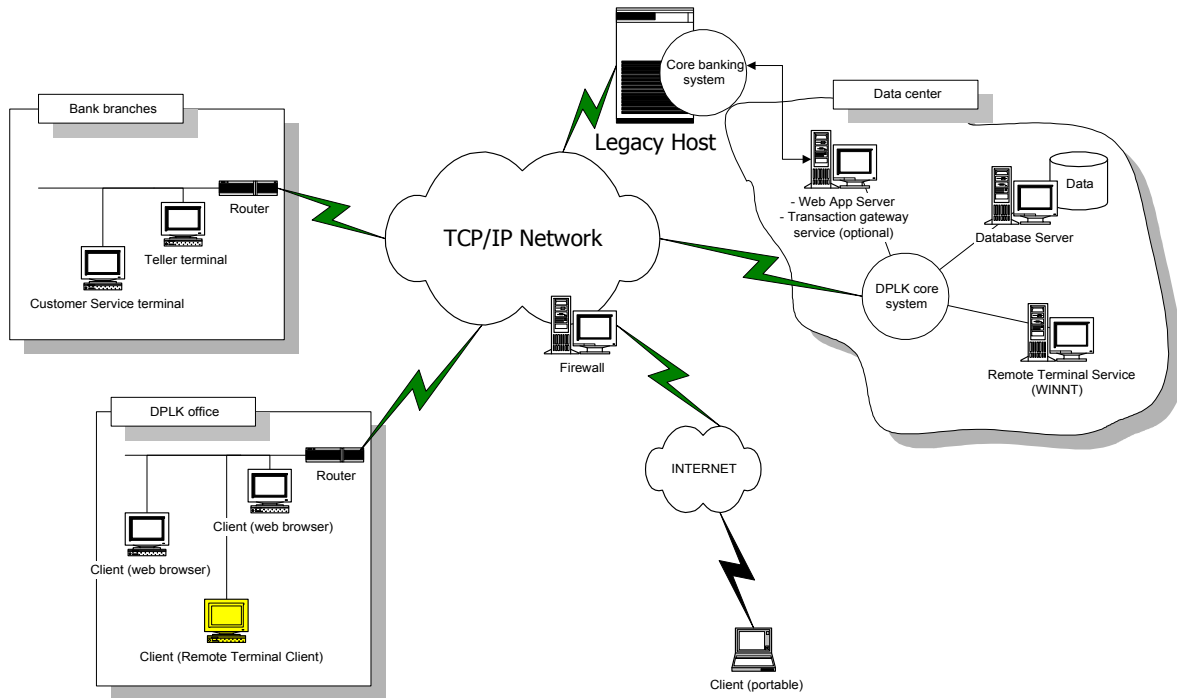 Core banking
system
Legacy Host
Bank branches
Router
Teller terminal
Customer Service terminal
TCP/IP Network
Firewall
Data center
- Web App Server
- Transaction gateway
service (optional)
Data
Database Server
DPLK core
system
Remote Terminal Service
(WINNT)
DPLK office
Router
Client (web browser)
Client (web browser)
Client (Remote Terminal Client)
INTERNET
Client (portable)